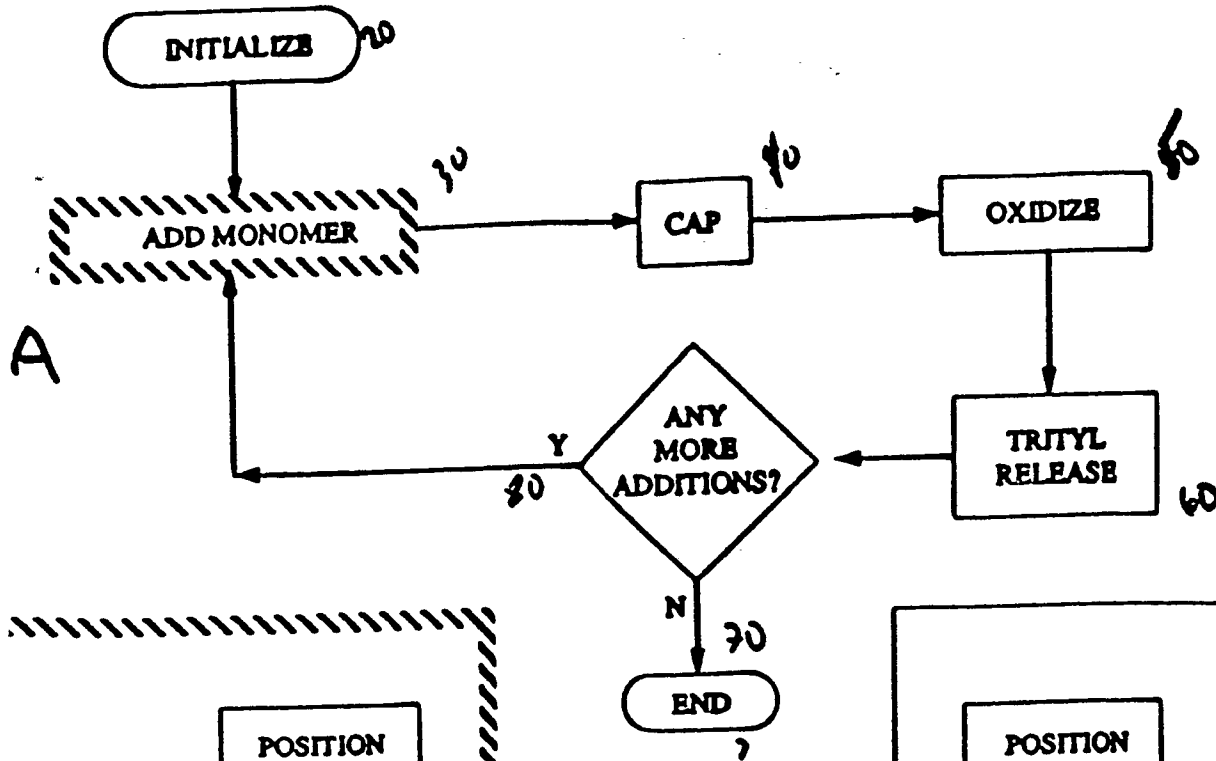 INITIALIZE 20
ADD MONOMER 30
CAP 40
OXIDIZE 50
A
ANY
MORE
ADDITIONS?
Y
80
TRITYL
RELEASE
60
N
70
END
POSITION
POSITION